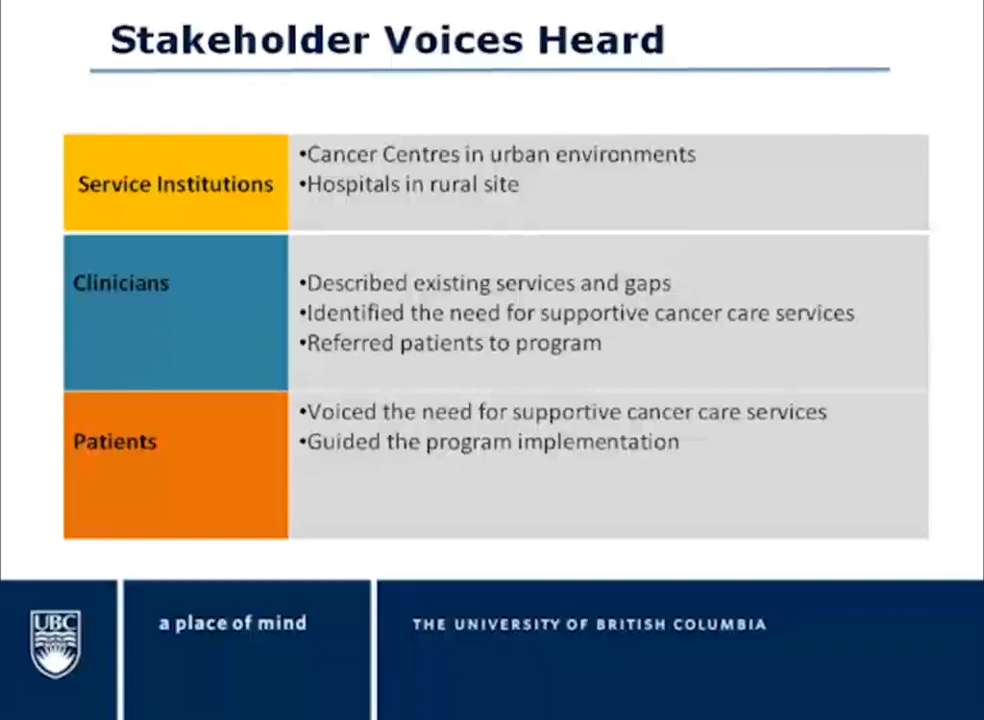 Stakeholder Voices Heard
Service Institutions
•Cancer Centres in urban environments
•Hospitals in rural site
Clinicians
•Described existing services and gaps
•Identified the need for supportive cancer care services
•Referred patients to program
Patients
•Voiced the need for supportive cancer care services
•Guided the program implementation
UBC
a place of mind
THE UNIVERSITY OF BRITISH COLUMBIA